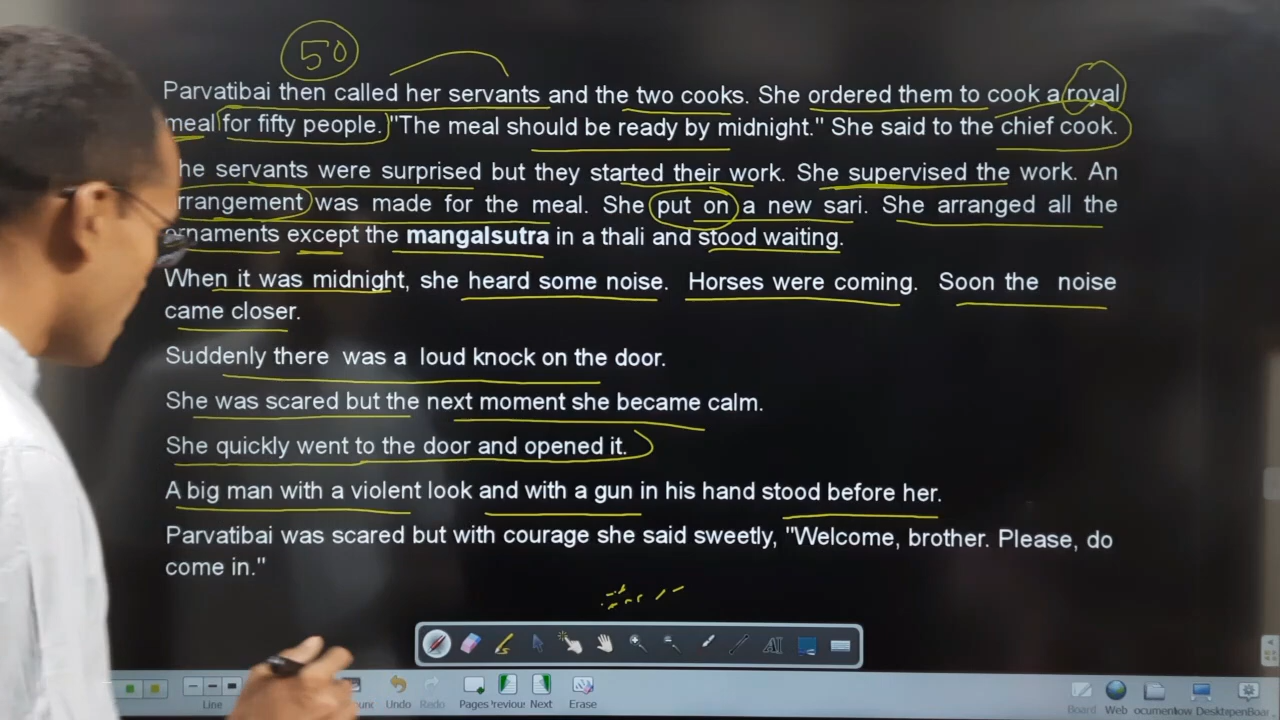 50
Parvatibai then called her servants and the two cooks. She ordered them to cook a royal
meal for fifty people. "The meal should be ready by midnight." She said to the chief cook.
he servants were surprised but they started their work. She supervised the work. An
rrangement was made for the meal. She put on a new sari. She arranged all the
ornaments except the mangalsutra in a thali and stood waiting.
When it was midnight, she heard some noise. Horses were coming. Soon the noise
came closer.
Suddenly there was a loud knock on the door.
She was scared but the next moment she became calm.
She quickly went to the door and opened it.
A big man with a violent look and with a gun in his hand stood before her.
Parvatibai was scared but with courage she said sweetly, "Welcome, brother. Please, do
come in."
AI
Line Undo Redo Pages Previous Next Erase Board Web